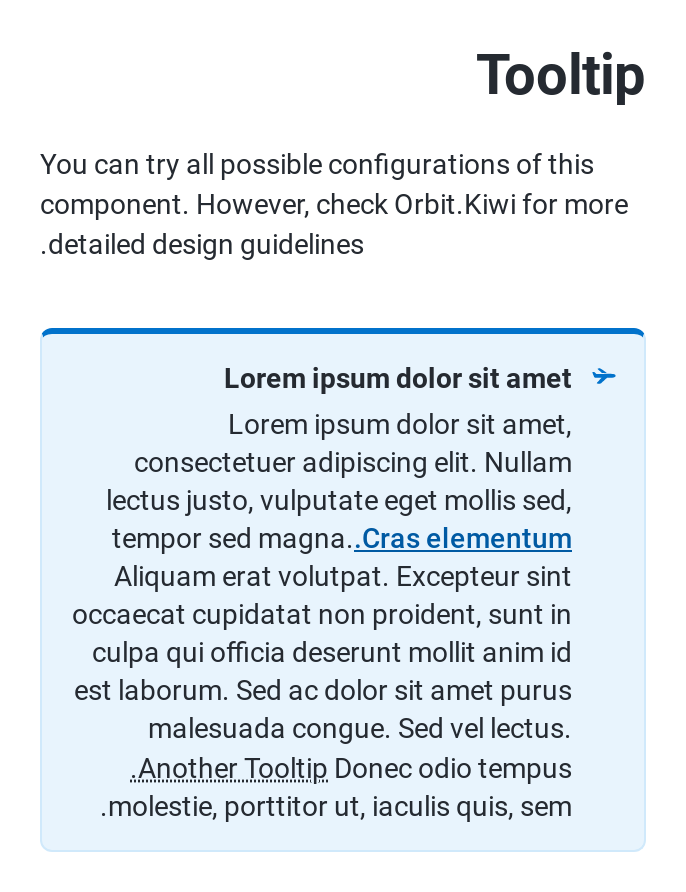 Tooltip
You can try all possible configurations of this
component. However, check Orbit.Kiwi for more
.detailed design guidelines
Lorem ipsum dolor sit amet
Lorem ipsum dolor sit amet,
consectetuer adipiscing elit. Nullam
lectus justo, vulputate eget mollis sed,
tempor sed magna..Cras elementum
Aliquam erat volutpat. Excepteur sint
occaecat cupidatat non proident, sunt in
culpa qui officia deserunt mollit anim id
est laborum. Sed ac dolor sit amet purus
malesuada congue. Sed vel lectus.
.Another Tooltip Donec odio tempus
.molestie, porttitor ut, iaculis quis, sem